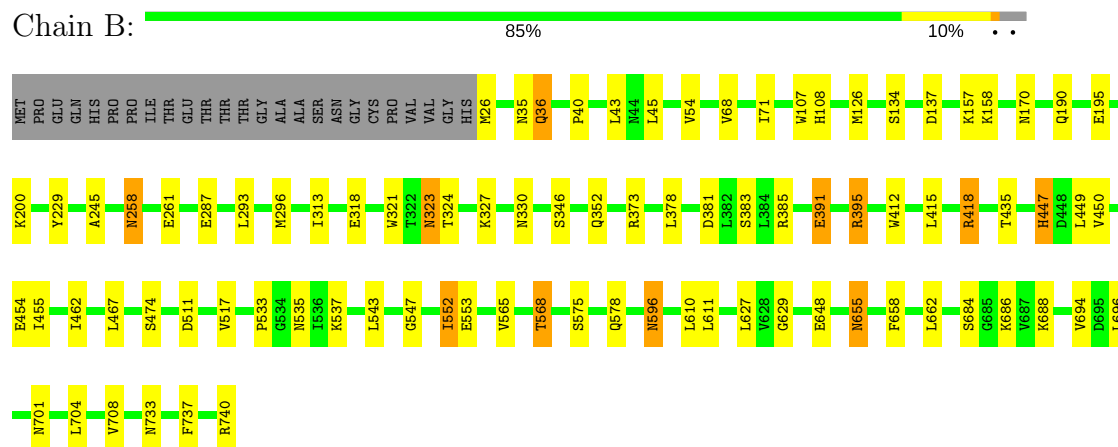 Chain B:
85% 10% • •
MET PRO GLU GLN HIS PRO PRO ILE THR GLU THR THR THR GLY ALA ALA SER ASN GLY CYS PRO VAL VAL GLY HIS M26 N35 Q36 P40 L43 N44 L45 V54 V68 I71 W107 H108 M126 S134 D137 K157 K158 N170 Q190 E195
K200 Y229 A245 N258 E261 E287 L293 M296 I313 E318 W321 T322 N323 T324 K327 N330 S346 Q352 R373 L378 D381 L382 S383 L384 R385 E391 R395 W412 L415 R418 T435 H447 D448 L449 V450
E454 I455 I462 L467 S474 D511 V517 P533 G534 N535 I536 K537 L543 G547 I552 E553 V565 T568 S575 Q578 N596 L610 L611 L627 V628 G629 E648 N655 F658 L662 S684 G685 K686 V687 K688 V694 D695 L696
N701 L704 V708 N733 F737 R740